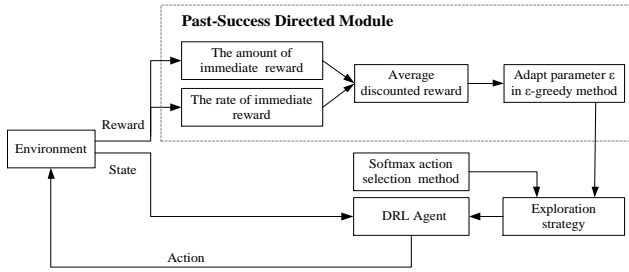 Past-Success Directed Module
The amount of
immediate reward
The rate of immediate
reward
Average
discounted reward
Adapt parameter ε
in ε-greedy method
Reward
Environment
State
Softmax action
selection method
DRL Agent
Exploration
strategy
Action